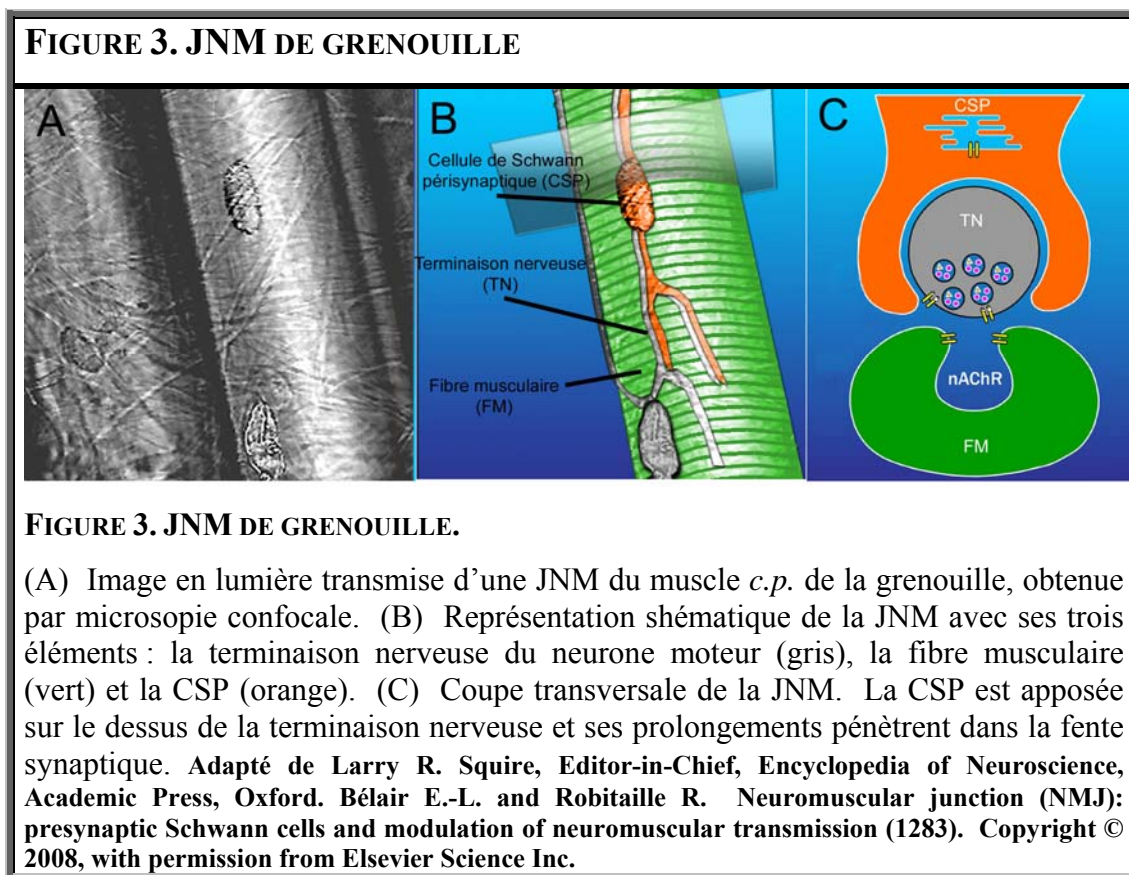 FIGURE 3. JNM DE GRENOUILLE
A
B
C
Cellule de Schwann
périsynaptique (CSP)
Terminaison nerveuse
(TN)
Fibre musculaire
(FM)
CSP
TN
nAChR
FM
FIGURE 3. JNM DE GRENOUILLE.
(A) Image en lumière transmise d'une JNM du muscle c.p. de la grenouille, obtenue
par microsopie confocale. (B) Représentation shématique de la JNM avec ses trois
éléments : la terminaison nerveuse du neurone moteur (gris), la fibre musculaire
(vert) et la CSP (orange). (C) Coupe transversale de la JNM. La CSP est apposée
sur le dessus de la terminaison nerveuse et ses prolongements pénètrent dans la fente
synaptique. Adapté de Larry R. Squire, Editor-in-Chief, Encyclopedia of Neuroscience,
Academic Press, Oxford. Bélair E.-L. and Robitaille R. Neuromuscular junction (NMJ):
presynaptic Schwann cells and modulation of neuromuscular transmission (1283). Copyright ©
2008, with permission from Elsevier Science Inc.